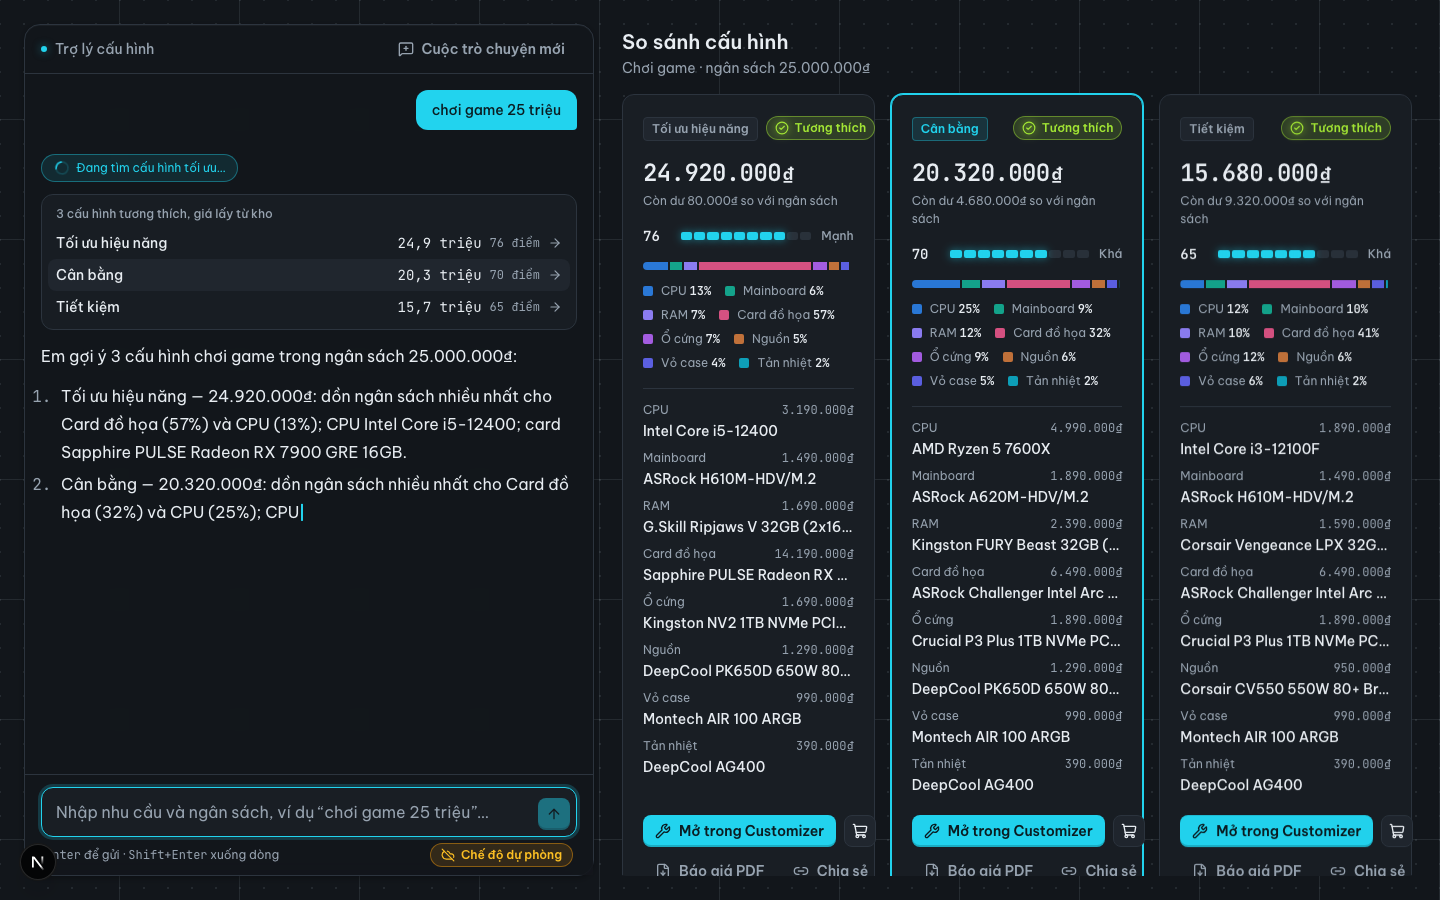 Trợ lý cấu hình
Cuộc trò chuyện mới
chơi game 25 triệu
Đang tìm cấu hình tối ưu...
3 cấu hình tương thích, giá lấy từ kho
Tối ưu hiệu năng 24,9 triệu 76 điểm
Cân bằng 20,3 triệu 70 điểm
Tiết kiệm 15,7 triệu 65 điểm
Em gợi ý 3 cấu hình chơi game trong ngân sách 25.000.000₫:
1. Tối ưu hiệu năng — 24.920.000₫: dồn ngân sách nhiều nhất cho
Card đồ họa (57%) và CPU (13%); CPU Intel Core i5-12400; card
Sapphire PULSE Radeon RX 7900 GRE 16GB.
2. Cân bằng — 20.320.000₫: dồn ngân sách nhiều nhất cho Card đồ
họa (32%) và CPU (25%); CPU
Nhập nhu cầu và ngân sách, ví dụ “chơi game 25 triệu”...
N
nter để gửi · Shift+Enter xuống dòng
Chế độ dự phòng
So sánh cấu hình
Chơi game · ngân sách 25.000.000₫
Tối ưu hiệu năng Tương thích
24.920.000₫
Còn dư 80.000₫ so với ngân sách
76 Mạnh
CPU 13% Mainboard 6%
RAM 7% Card đồ họa 57%
Ổ cứng 7% Nguồn 5%
Vỏ case 4% Tản nhiệt 2%
CPU 3.190.000₫
Intel Core i5-12400
Mainboard 1.490.000₫
ASRock H610M-HDV/M.2
RAM 1.690.000₫
G.Skill Ripjaws V 32GB (2x16...
Card đồ họa 14.190.000₫
Sapphire PULSE Radeon RX ...
Ổ cứng 1.690.000₫
Kingston NV2 1TB NVMe PCI...
Nguồn 1.290.000₫
DeepCool PK650D 650W 80...
Vỏ case 990.000₫
Montech AIR 100 ARGB
Tản nhiệt 390.000₫
DeepCool AG400
Mở trong Customizer
Báo giá PDF Chia sẻ
Cân bằng Tương thích
20.320.000₫
Còn dư 4.680.000₫ so với ngân
sách
70 Khá
CPU 25% Mainboard 9%
RAM 12% Card đồ họa 32%
Ổ cứng 9% Nguồn 6%
Vỏ case 5% Tản nhiệt 2%
CPU 4.990.000₫
AMD Ryzen 5 7600X
Mainboard 1.890.000₫
ASRock A620M-HDV/M.2
RAM 2.390.000₫
Kingston FURY Beast 32GB (...
Card đồ họa 6.490.000₫
ASRock Challenger Intel Arc ...
Ổ cứng 1.890.000₫
Crucial P3 Plus 1TB NVMe PC...
Nguồn 1.290.000₫
DeepCool PK650D 650W 80...
Vỏ case 990.000₫
Montech AIR 100 ARGB
Tản nhiệt 390.000₫
DeepCool AG400
Mở trong Customizer
Báo giá PDF Chia sẻ
Tiết kiệm Tương thích
15.680.000₫
Còn dư 9.320.000₫ so với ngân
sách
65 Khá
CPU 12% Mainboard 10%
RAM 10% Card đồ họa 41%
Ổ cứng 12% Nguồn 6%
Vỏ case 6% Tản nhiệt 2%
CPU 1.890.000₫
Intel Core i3-12100F
Mainboard 1.490.000₫
ASRock H610M-HDV/M.2
RAM 1.590.000₫
Corsair Vengeance LPX 32G...
Card đồ họa 6.490.000₫
ASRock Challenger Intel Arc ...
Ổ cứng 1.890.000₫
Crucial P3 Plus 1TB NVMe PC...
Nguồn 950.000₫
Corsair CV550 550W 80+ Br...
Vỏ case 990.000₫
Montech AIR 100 ARGB
Tản nhiệt 390.000₫
DeepCool AG400
Mở trong Customizer
Báo giá PDF Chia sẻ